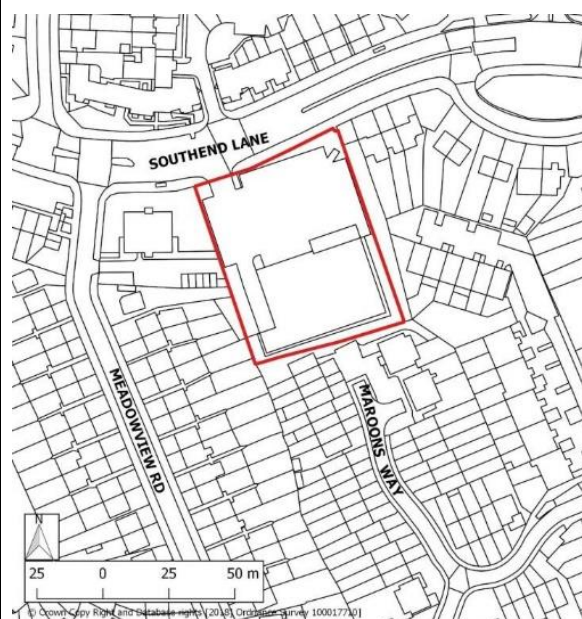 SOUTHEND LANE
MEADOWVIEW RD
MAROONS WAY
N
25 0 25 50 m
© Crown Copy Right and Database rights [2018] Ordnance Survey 100017710]